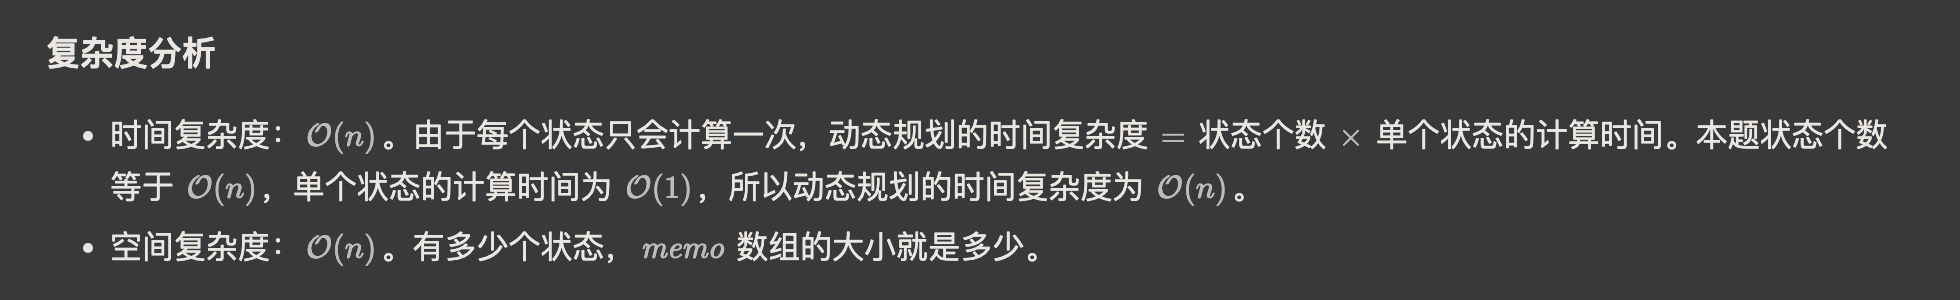 复杂度分析
• 时间复杂度：𝒪(n)。由于每个状态只会计算一次，动态规划的时间复杂度 = 状态个数 × 单个状态的计算时间。本题状态个数
等于 𝒪(n)，单个状态的计算时间为 𝒪(1)，所以动态规划的时间复杂度为 𝒪(n)。
• 空间复杂度：𝒪(n)。有多少个状态，memo 数组的大小就是多少。